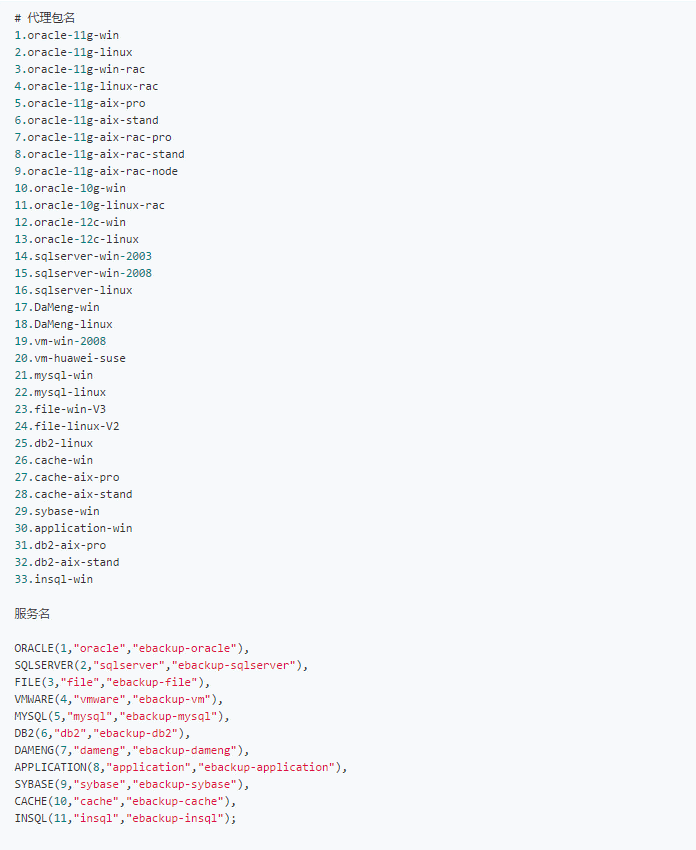 # 代理包名
1.oracle-11g-win
2.oracle-11g-linux
3.oracle-11g-win-rac
4.oracle-11g-linux-rac
5.oracle-11g-aix-pro
6.oracle-11g-aix-stand
7.oracle-11g-aix-rac-pro
8.oracle-11g-aix-rac-stand
9.oracle-11g-aix-rac-node
10.oracle-10g-win
11.oracle-10g-linux-rac
12.oracle-12c-win
13.oracle-12c-linux
14.sqlserver-win-2003
15.sqlserver-win-2008
16.sqlserver-linux
17.DaMeng-win
18.DaMeng-linux
19.vm-win-2008
20.vm-huawei-suse
21.mysql-win
22.mysql-linux
23.file-win-V3
24.file-linux-V2
25.db2-linux
26.cache-win
27.cache-aix-pro
28.cache-aix-stand
29.sybase-win
30.application-win
31.db2-aix-pro
32.db2-aix-stand
33.insql-win
服务名
ORACLE(1,"oracle","ebackup-oracle"),
SQLSERVER(2,"sqlserver","ebackup-sqlserver"),
FILE(3,"file","ebackup-file"),
VMWARE(4,"vmware","ebackup-vm"),
MYSQL(5,"mysql","ebackup-mysql"),
DB2(6,"db2","ebackup-db2"),
DAMENG(7,"dameng","ebackup-dameng"),
APPLICATION(8,"application","ebackup-application"),
SYBASE(9,"sybase","ebackup-sybase"),
CACHE(10,"cache","ebackup-cache"),
INSQL(11,"insql","ebackup-insql");